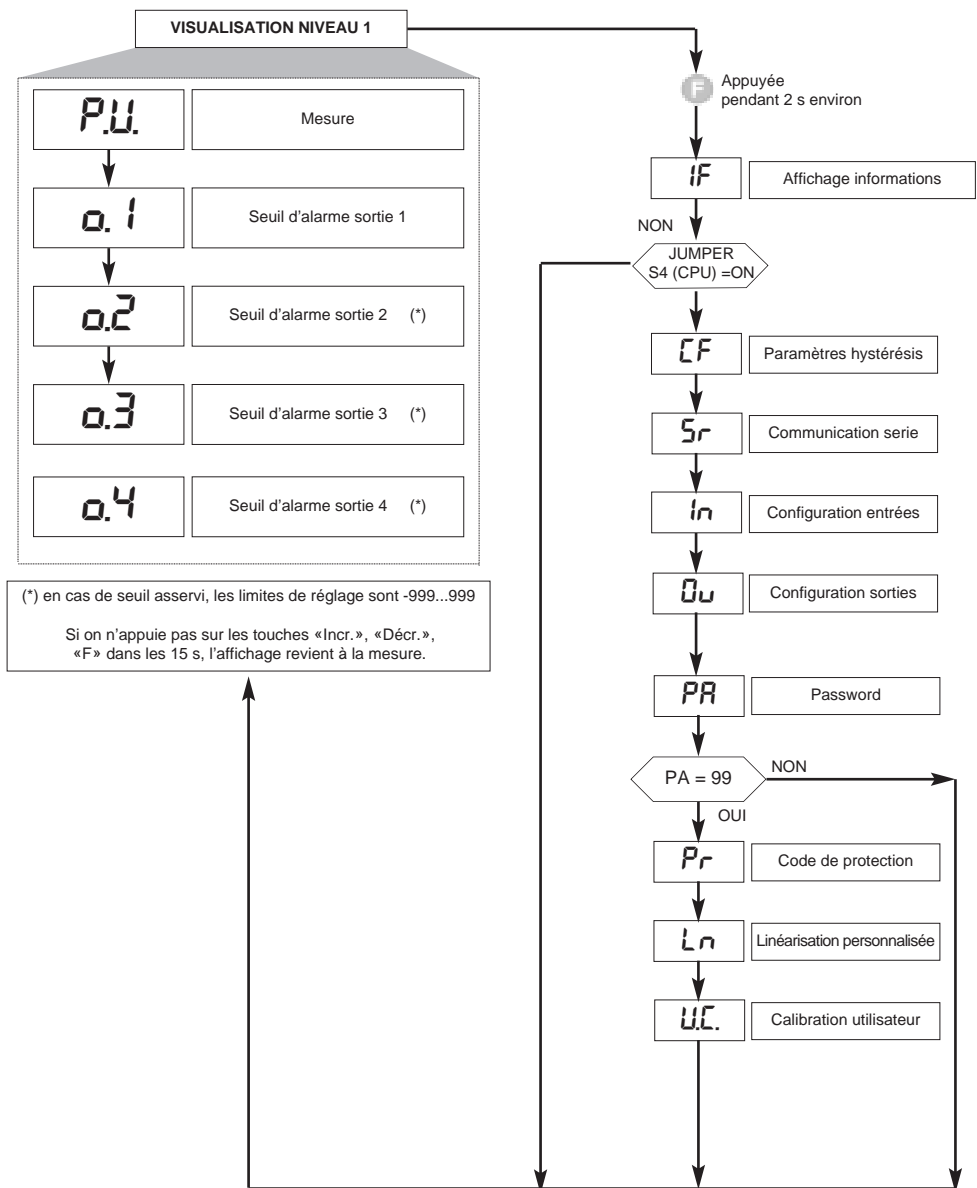 VISUALISATION NIVEAU 1
P.V.
Mesure
o.1
Seuil d'alarme sortie 1
o.2
Seuil d'alarme sortie 2 (*)
o.3
Seuil d'alarme sortie 3 (*)
o.4
Seuil d'alarme sortie 4 (*)
(*) en cas de seuil asservi, les limites de réglage sont -999...999
Si on n'appuie pas sur les touches «Incr.», «Décr.»,
«F» dans les 15 s, l'affichage revient à la mesure.
F
Appuyée
pendant 2 s environ
IF
Affichage informations
NON
JUMPER
S4 (CPU) =ON
CF
Paramètres hystérésis
Sr
Communication serie
In
Configuration entrées
Ou
Configuration sorties
PA
Password
PA = 99
NON
OUI
Pr
Code de protection
Ln
Linéarisation personnalisée
U.C.
Calibration utilisateur